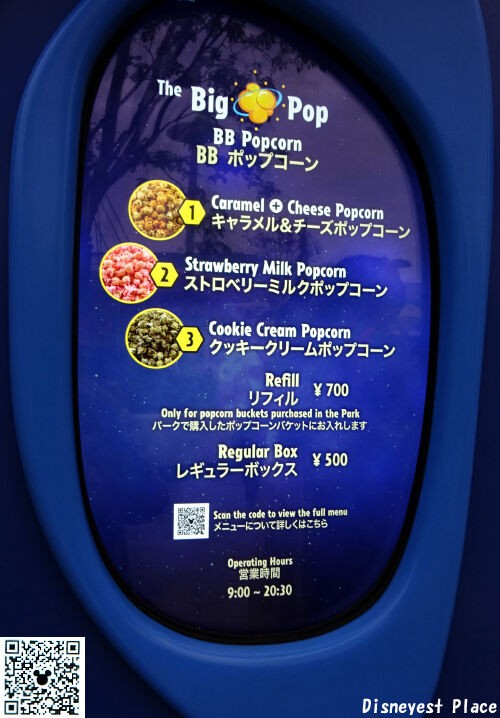 The Big Pop
BB Popcorn
BB ポップコーン
1 Caramel + Cheese Popcorn
キャラメル&チーズポップコーン
2 Strawberry Milk Popcorn
ストロベリーミルクポップコーン
3 Cookie Cream Popcorn
クッキークリームポップコーン
Refill
リフィル
¥700
Only for popcorn buckets purchased in the Park
パークで購入したポップコーンバケットにお入れします
Regular Box
レギュラーボックス
¥500
Scan the code to view the full menu
メニューについて詳しくはこちら
Operating Hours
営業時間
9:00 ~ 20:30
Disneyest Place